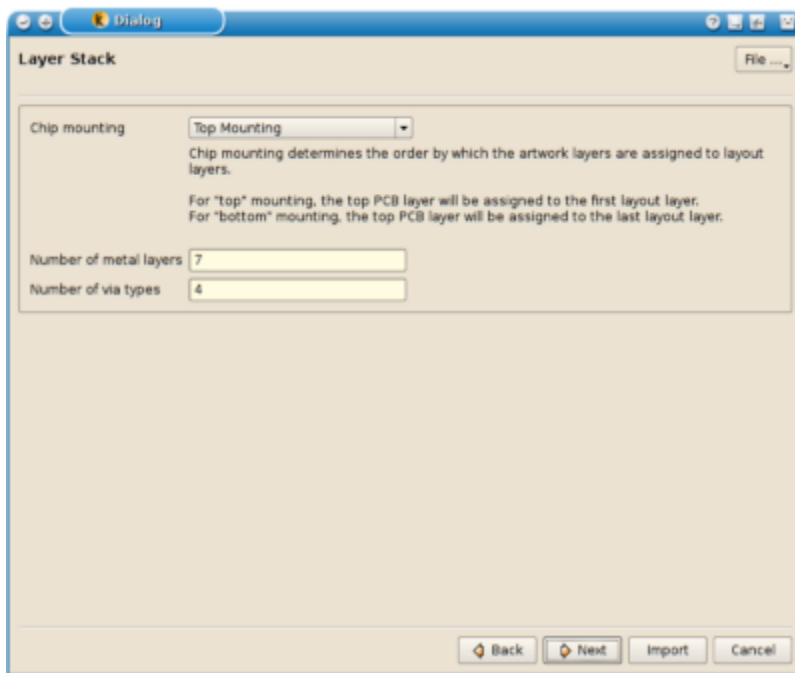 Dialog
Layer Stack
File ...
Chip mounting
Top Mounting
Chip mounting determines the order by which the artwork layers are assigned to layout
layers.
For "top" mounting, the top PCB layer will be assigned to the first layout layer.
For "bottom" mounting, the top PCB layer will be assigned to the last layout layer.
Number of metal layers 7
Number of via types 4
Back Next Import Cancel